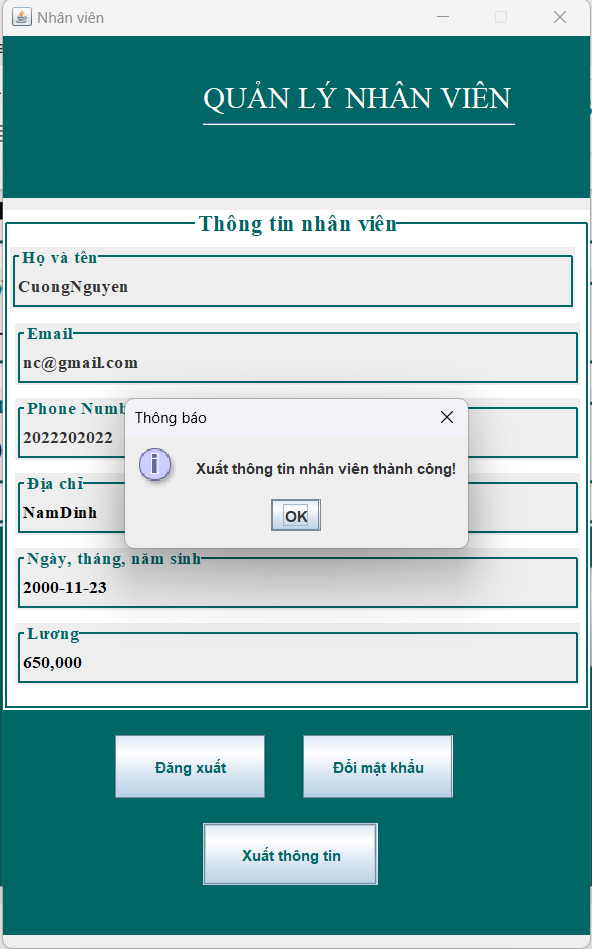 Nhân viên
QUẢN LÝ NHÂN VIÊN
Thông tin nhân viên
Họ và tên
CuongNguyen
Email
nc@gmail.com
Phone Numb
2022202022
Thông báo
Xuất thông tin nhân viên thành công!
OK
Địa chỉ
NamDinh
Ngày, tháng, năm sinh
2000-11-23
Lương
650,000
Đăng xuất
Đổi mật khẩu
Xuất thông tin